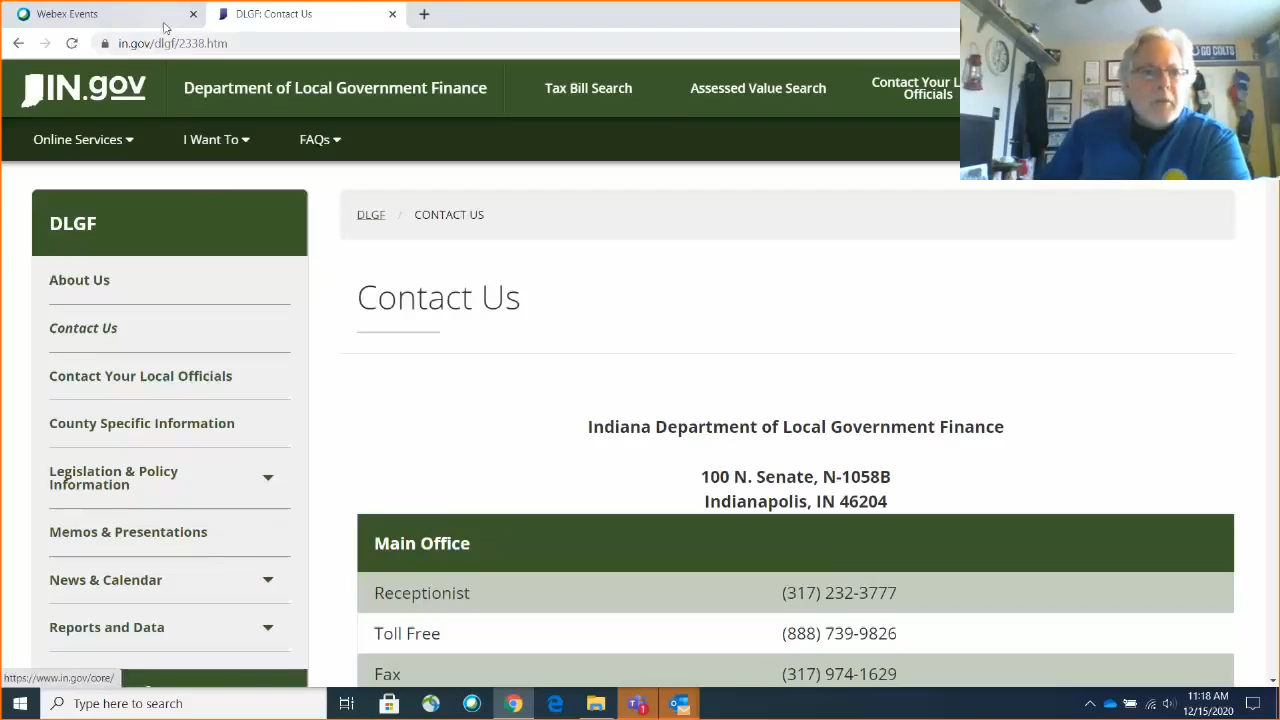 Webex Events
DLGF: Contact Us
in.gov/dlgf/2338.htm
GO COLTS
IN.gov
Department of Local Government Finance
Tax Bill Search
Assessed Value Search
Contact Your L
Officials
Online Services
I Want To
FAQs
DLGF
About Us
Contact Us
Contact Your Local Officials
County Specific Information
Legislation & Policy
Information
Memos & Presentations
News & Calendar
Reports and Data
DLGF / CONTACT US
Contact Us
Indiana Department of Local Government Finance
100 N. Senate, N-1058B
Indianapolis, IN 46204
Main Office
Receptionist (317) 232-3777
Toll Free (888) 739-9826
Fax (317) 974-1629
https://www.in.gov/core/
Type here to search
11:18 AM
12/15/2020